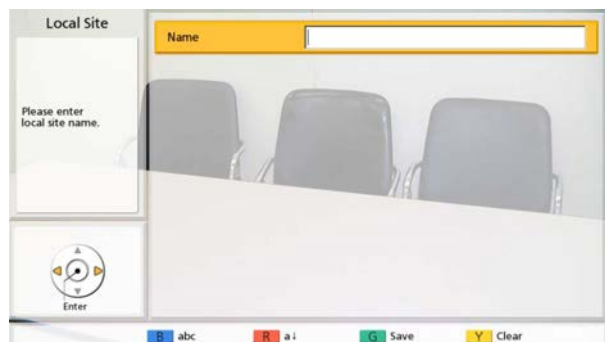 Local Site
Name
Please enter
local site name.
Enter
B abc
R a↓
G Save
Y Clear